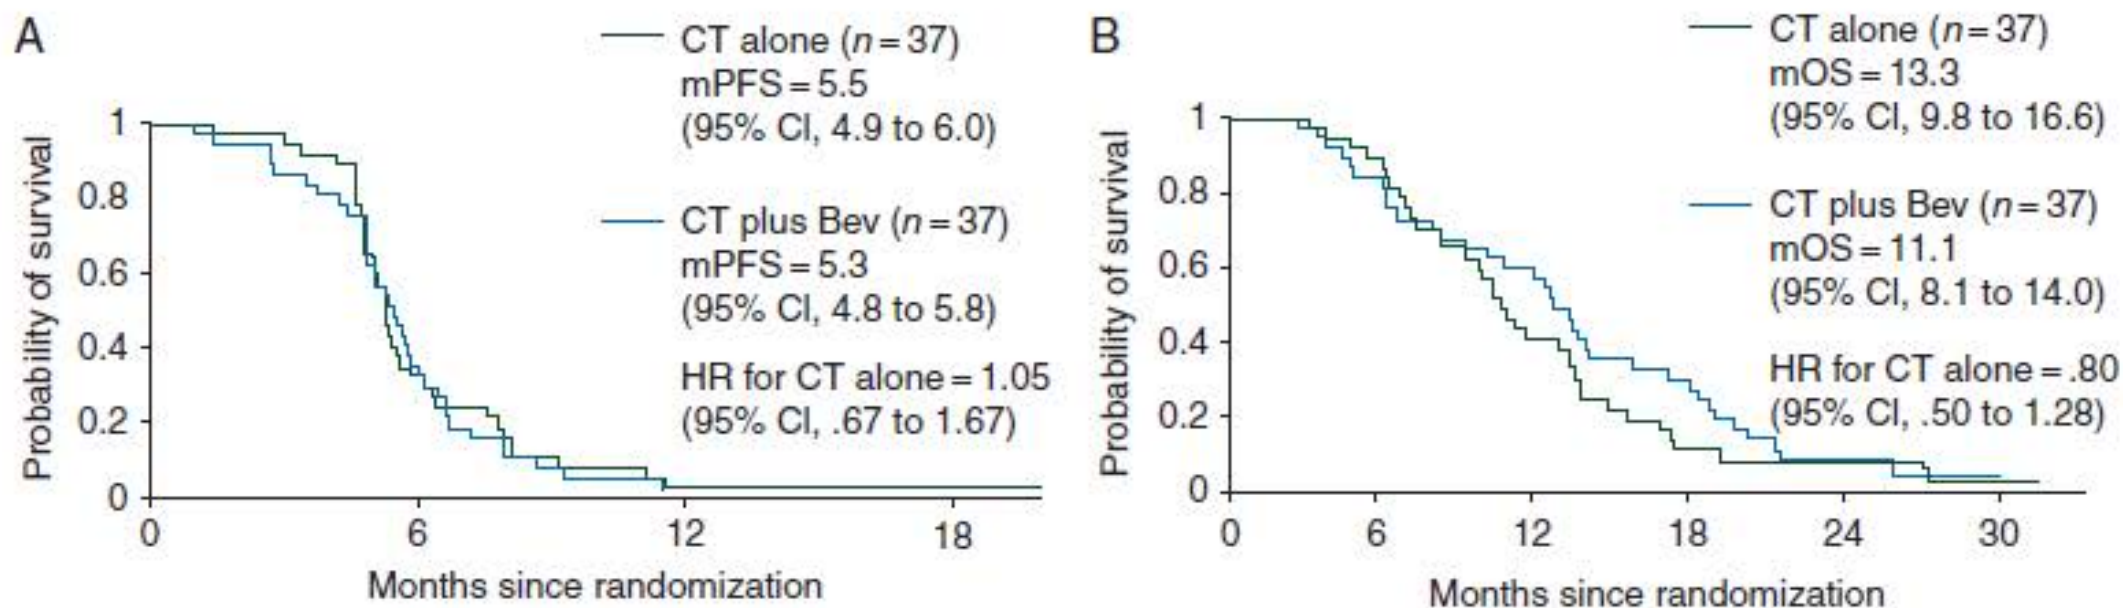 A
CT alone (n = 37)
mPFS = 5.5
(95% CI, 4.9 to 6.0)
CT plus Bev (n = 37)
mPFS = 5.3
(95% CI, 4.8 to 5.8)
HR for CT alone = 1.05
(95% CI, .67 to 1.67)
Probability of survival
1
0.8
0.6
0.4
0.2
0
0 6 12 18
Months since randomization
B
CT alone (n = 37)
mOS = 13.3
(95% CI, 9.8 to 16.6)
CT plus Bev (n = 37)
mOS = 11.1
(95% CI, 8.1 to 14.0)
HR for CT alone = .80
(95% CI, .50 to 1.28)
Probability of survival
1
0.8
0.6
0.4
0.2
0
0 6 12 18 24 30
Months since randomization